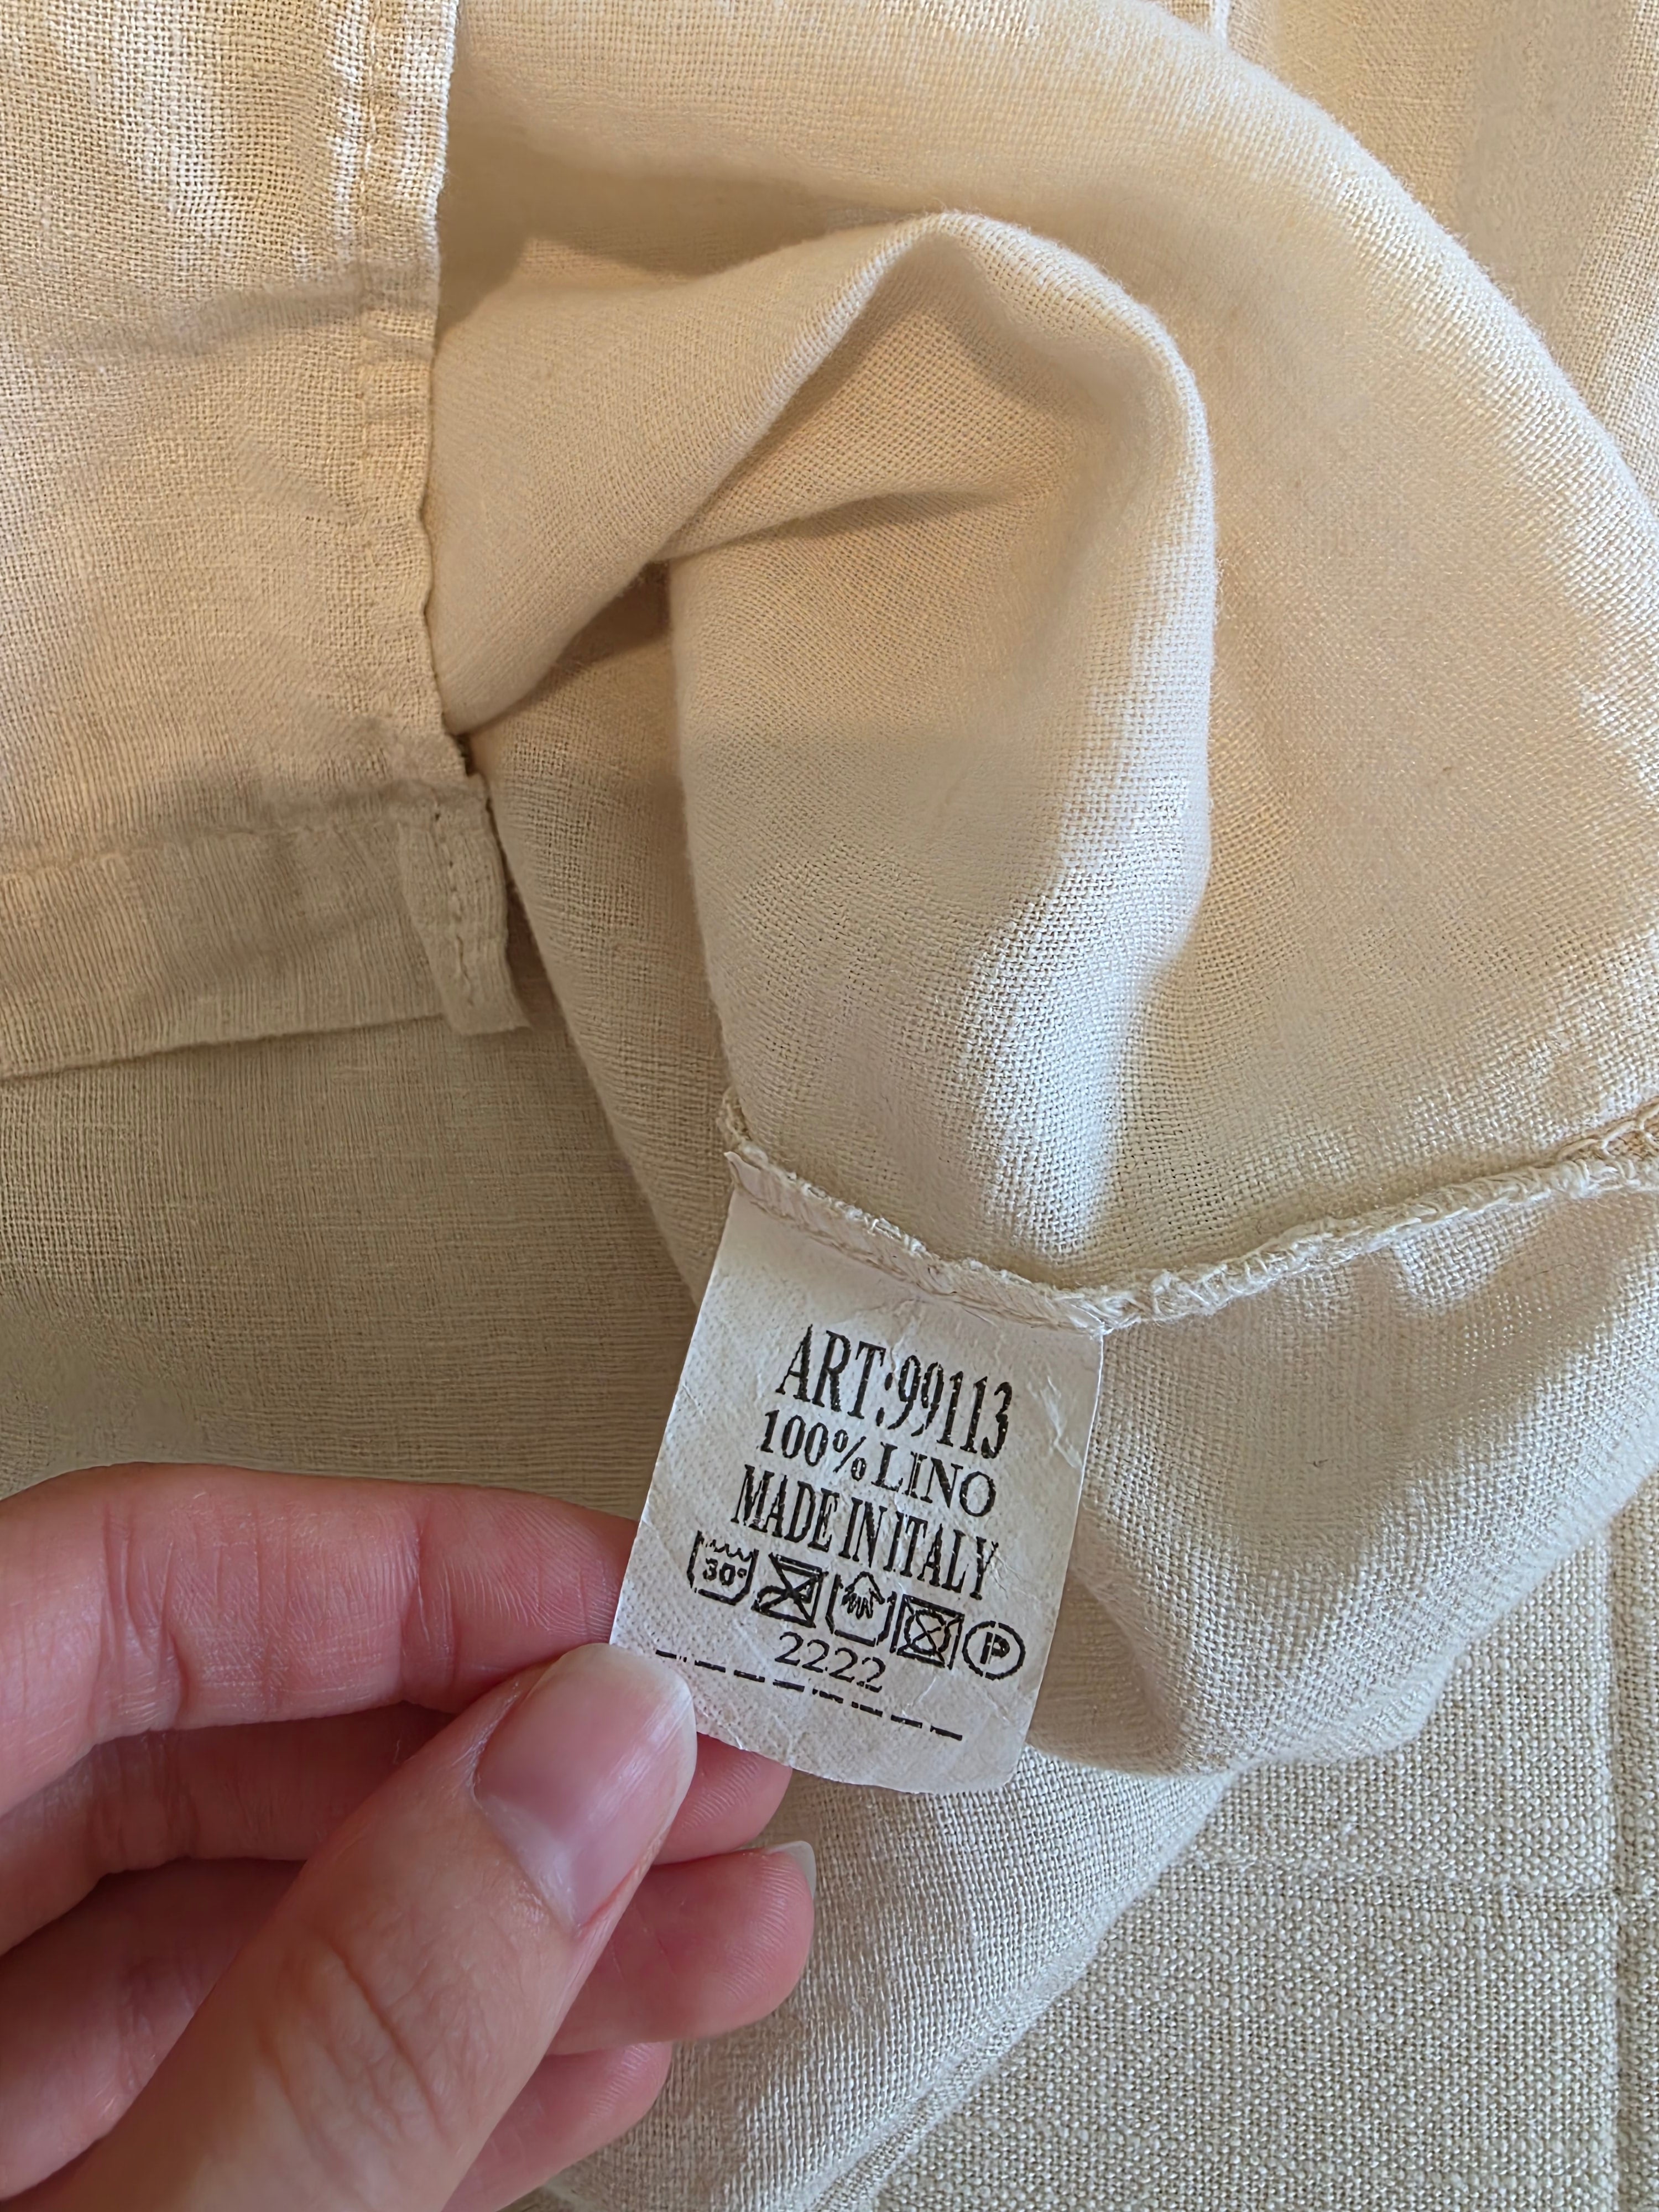 ART:99113
100% LINO
MADE IN ITALY
30° P
2222